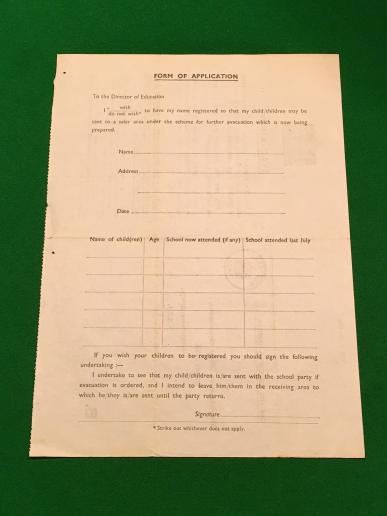 FORM OF APPLICATION
To the Director of Education
I * wish
do not wish * to have my name registered so that my child/children may be
sent to a safer area under the scheme for further evacuation which is now being
prepared.
Name
Address
Date
Name of child(ren) Age School now attended (if any) School attended last July
If you wish your children to be registered you should sign the following
undertaking :—
I undertake to see that my child/children is/are sent with the school party if
evacuation is ordered, and I intend to leave him/them in the receiving area to
which he/they is/are sent until the party returns.
Signature
* Strike out whichever does not apply.